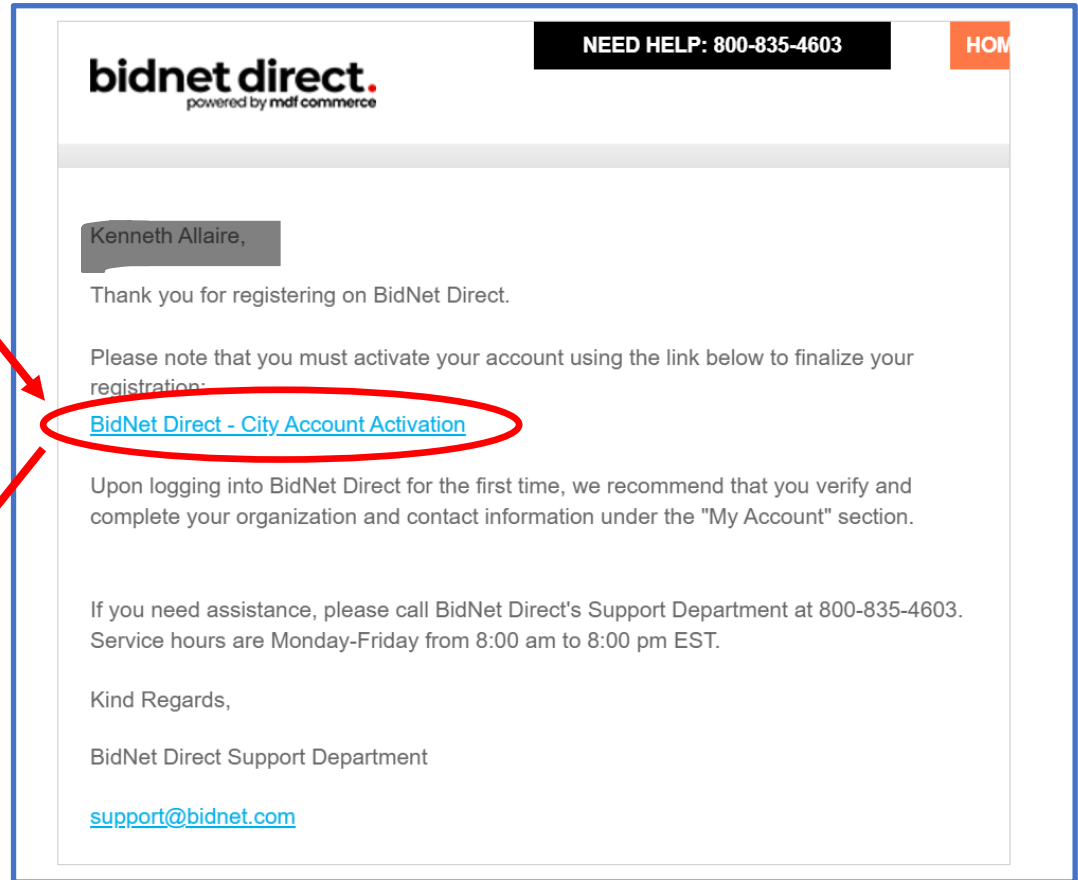 NEED HELP: 800-835-4603
HOM
bidnet direct.
powered by mdf commerce
Kenneth Allaire,
Thank you for registering on BidNet Direct.
Please note that you must activate your account using the link below to finalize your
registration:
BidNet Direct - City Account Activation
Upon logging into BidNet Direct for the first time, we recommend that you verify and
complete your organization and contact information under the "My Account" section.
If you need assistance, please call BidNet Direct's Support Department at 800-835-4603.
Service hours are Monday-Friday from 8:00 am to 8:00 pm EST.
Kind Regards,
BidNet Direct Support Department
support@bidnet.com